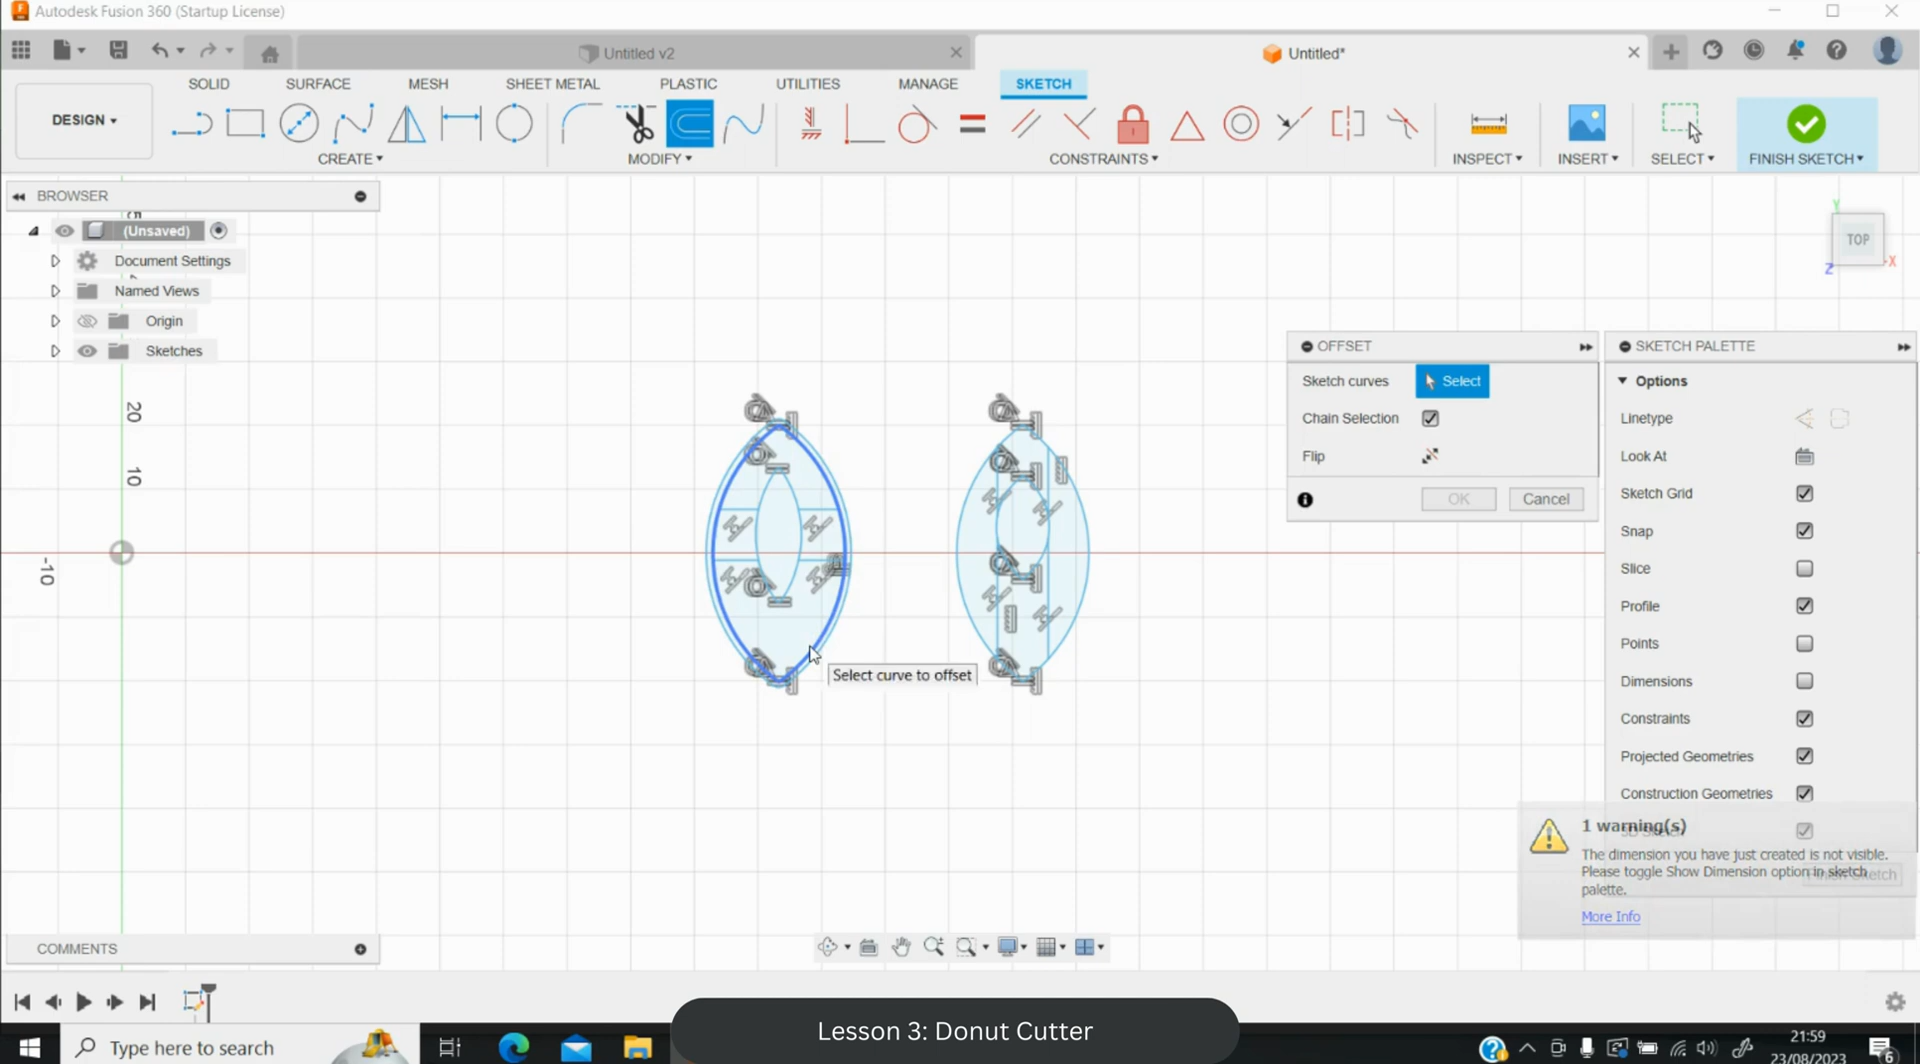 Autodesk Fusion 360 (Startup License)
Untitled v2
Untitled*
SOLID
SURFACE
MESH
SHEET METAL
PLASTIC
UTILITIES
MANAGE
SKETCH
DESIGN
CREATE
MODIFY
CONSTRAINTS
INSPECT
INSERT
SELECT
FINISH SKETCH
BROWSER
(Unsaved)
Document Settings
Named Views
Origin
Sketches
20
10
-10
TOP
Y
Z
X
OFFSET
Sketch curves
Select
Chain Selection
Flip
OK
Cancel
SKETCH PALETTE
Options
Linetype
Look At
Sketch Grid
Snap
Slice
Profile
Points
Dimensions
Constraints
Projected Geometries
Construction Geometries
Select curve to offset
1 warning(s)
The dimension you have just created is not visible.
Please toggle Show Dimension option in sketch
palette.
More Info
COMMENTS
Lesson 3: Donut Cutter
Type here to search
21:59
23/08/2023
6